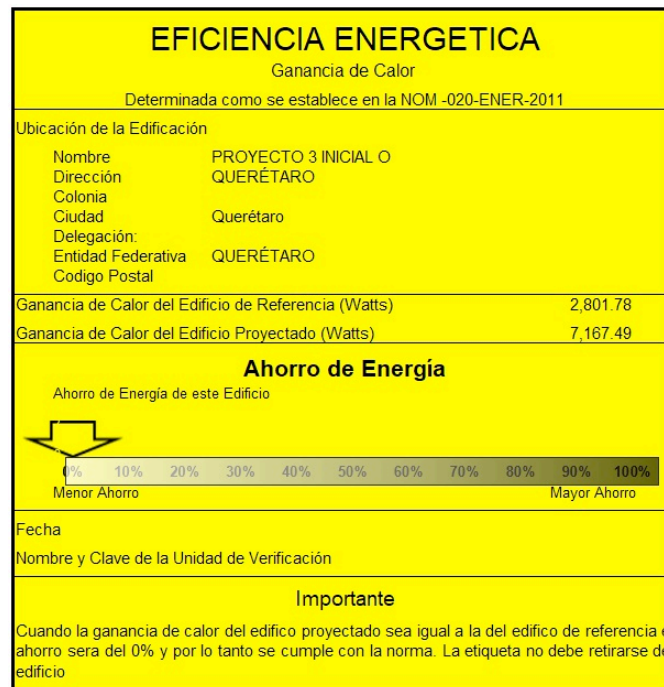 EFICIENCIA ENERGETICA
Ganancia de Calor
Determinada como se establece en la NOM -020-ENER-2011
Ubicación de la Edificación
Nombre PROYECTO 3 INICIAL O
Dirección QUERÉTARO
Colonia
Ciudad Querétaro
Delegación:
Entidad Federativa QUERÉTARO
Codigo Postal
Ganancia de Calor del Edificio de Referencia (Watts) 2,801.78
Ganancia de Calor del Edificio Proyectado (Watts) 7,167.49
Ahorro de Energía
Ahorro de Energía de este Edificio
0% 10% 20% 30% 40% 50% 60% 70% 80% 90% 100%
Menor Ahorro Mayor Ahorro
Fecha
Nombre y Clave de la Unidad de Verificación
Importante
Cuando la ganancia de calor del edifico proyectado sea igual a la del edifico de referencia e
ahorro sera del 0% y por lo tanto se cumple con la norma. La etiqueta no debe retirarse de
edificio